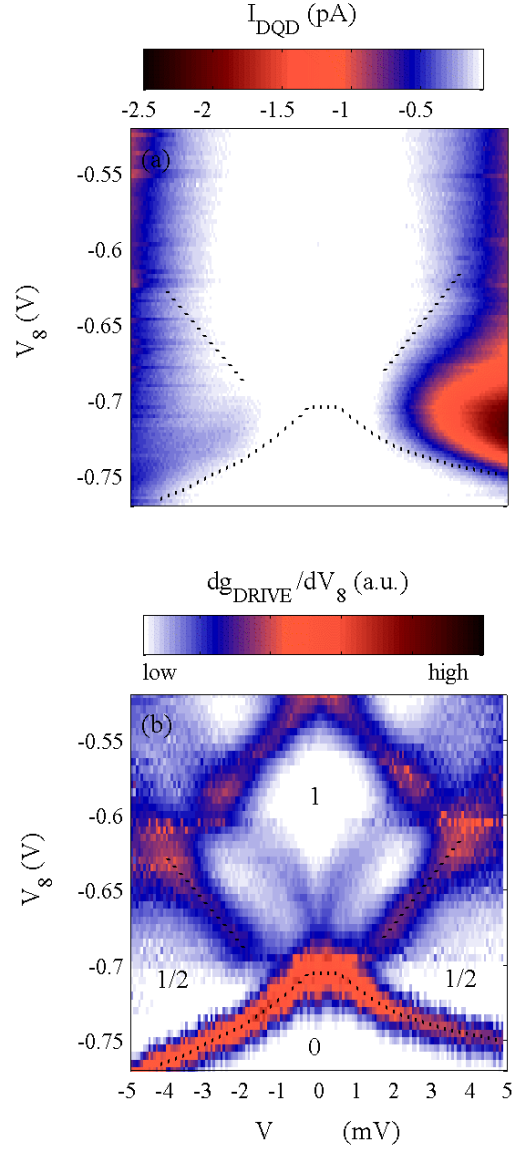 I_DQD (pA)
-2.5 -2 -1.5 -1 -0.5
(a)
-0.55
-0.6
-0.65
-0.7
-0.75
V_8 (V)
dg_DRIVE/dV_8 (a.u.)
low high
(b)
-0.55
-0.6
-0.65
-0.7
-0.75
V_8 (V)
1
1/2 1/2
0
-5 -4 -3 -2 -1 0 1 2 3 4 5
V (mV)